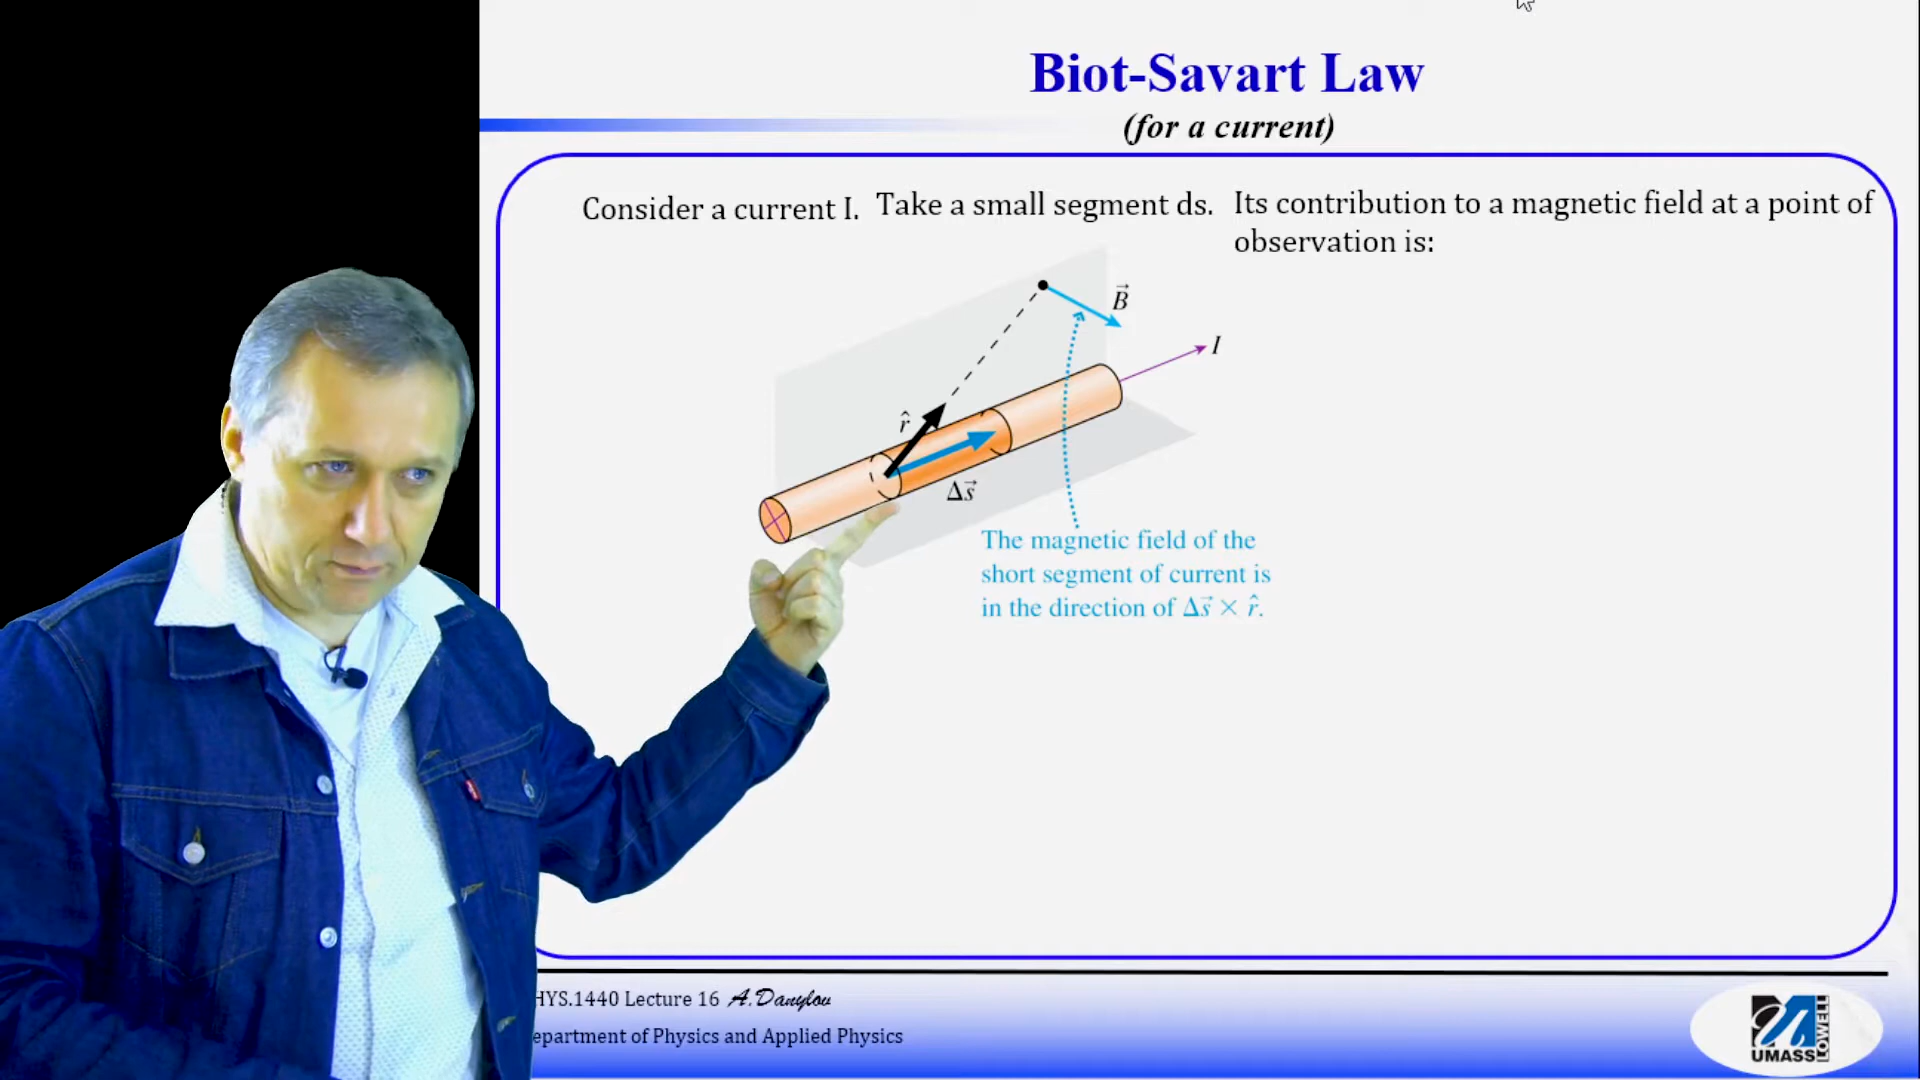 Biot-Savart Law
(for a current)
Consider a current I. Take a small segment ds. Its contribution to a magnetic field at a point of
observation is:
B⃗
I
r̂
Δs⃗
The magnetic field of the
short segment of current is
in the direction of Δs⃗ × r̂.
HYS.1440 Lecture 16 A.Danylov
epartment of Physics and Applied Physics
UMASS
LOWELL